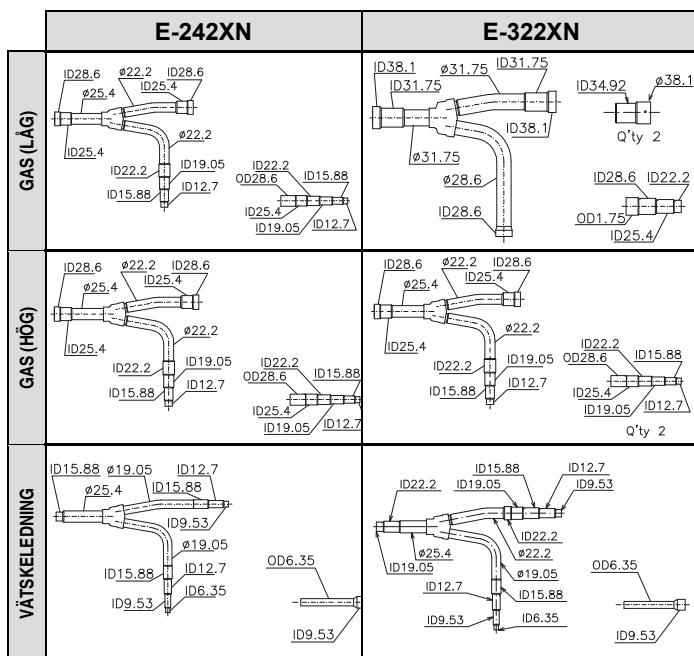 E-242XN
E-322XN
GAS (LÅG)
ID28.6
ø25.4
ø22.2
ID25.4
ID28.6
ID25.4
ø22.2
ID22.2
ID19.05
ID15.88
ID12.7
OD28.6
ID22.2
ID15.88
ID25.4
ID19.05
ID12.7
ID38.1
ID31.75
ø31.75
ID31.75
ø31.75
ID38.1
ø28.6
ID28.6
ID34.92
ø38.1
Q'ty 2
ID28.6
ID22.2
OD1.75
ID25.4
GAS (HÖG)
ID28.6
ø25.4
ø22.2
ID25.4
ID28.6
ID25.4
ø22.2
ID22.2
ID19.05
ID15.88
ID12.7
OD28.6
ID22.2
ID15.88
ID25.4
ID19.05
ID12.7
ID28.6
ø25.4
ø22.2
ID25.4
ID28.6
ID25.4
ø22.2
ID22.2
ID19.05
ID15.88
ID12.7
OD28.6
ID22.2
ID15.88
ID25.4
ID19.05
ID12.7
Q'ty 2
VÄTSKELEDNING
ID15.88
ø25.4
ø19.05
ID15.88
ID12.7
ID9.53
ø19.05
ID15.88
ID12.7
ID9.53
ID6.35
OD6.35
ID9.53
ID22.2
ID19.05
ø25.4
ID19.05
ID15.88
ID12.7
ID9.53
ID22.2
ø22.2
ø19.05
ID12.7
ID15.88
ID9.53
ID6.35
OD6.35
ID9.53